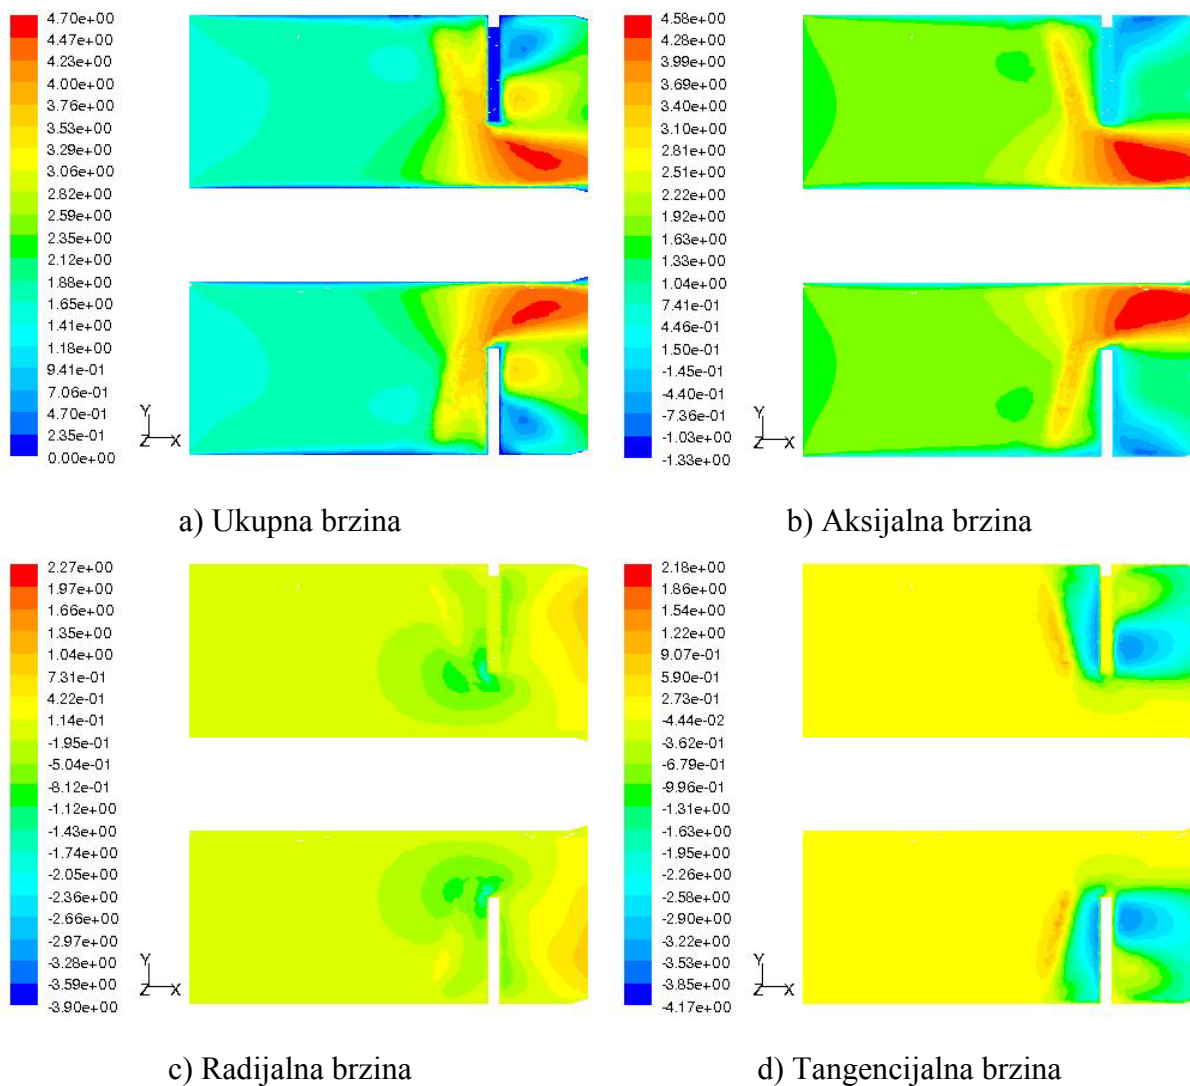 4.70e+00
4.47e+00
4.23e+00
4.00e+00
3.76e+00
3.53e+00
3.29e+00
3.06e+00
2.82e+00
2.59e+00
2.35e+00
2.12e+00
1.88e+00
1.65e+00
1.41e+00
1.18e+00
9.41e-01
7.06e-01
4.70e-01
2.35e-01
0.00e+00
Y
Z X
4.58e+00
4.28e+00
3.99e+00
3.69e+00
3.40e+00
3.10e+00
2.81e+00
2.51e+00
2.22e+00
1.92e+00
1.63e+00
1.33e+00
1.04e+00
7.41e-01
4.46e-01
1.50e-01
-1.45e-01
-4.40e-01
-7.36e-01
-1.03e+00
-1.33e+00
Y
Z X
a) Ukupna brzina
b) Aksijalna brzina
2.27e+00
1.97e+00
1.66e+00
1.35e+00
1.04e+00
7.31e-01
4.22e-01
1.14e-01
-1.95e-01
-5.04e-01
-8.12e-01
-1.12e+00
-1.43e+00
-1.74e+00
-2.05e+00
-2.36e+00
-2.66e+00
-2.97e+00
-3.28e+00
-3.59e+00
-3.90e+00
Y
Z X
2.18e+00
1.86e+00
1.54e+00
1.22e+00
9.07e-01
5.90e-01
2.73e-01
-4.44e-02
-3.62e-01
-6.79e-01
-9.96e-01
-1.31e+00
-1.63e+00
-1.95e+00
-2.26e+00
-2.58e+00
-2.90e+00
-3.22e+00
-3.53e+00
-3.85e+00
-4.17e+00
Y
Z X
c) Radijalna brzina
d) Tangencijalna brzina